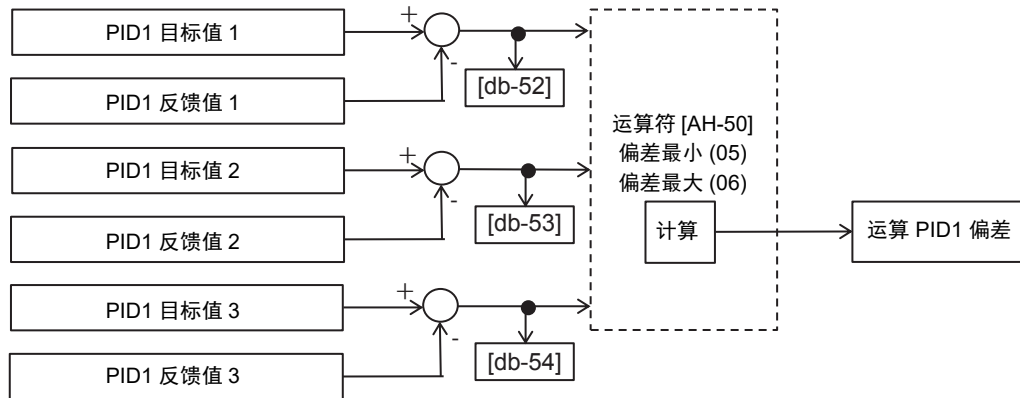 PID1 目标值 1
+
-
[db-52]
PID1 反馈值 1
运算符 [AH-50]
偏差最小 (05)
偏差最大 (06)
PID1 目标值 2
+
-
[db-53]
PID1 反馈值 2
计算
运算 PID1 偏差
PID1 目标值 3
+
-
[db-54]
PID1 反馈值 3